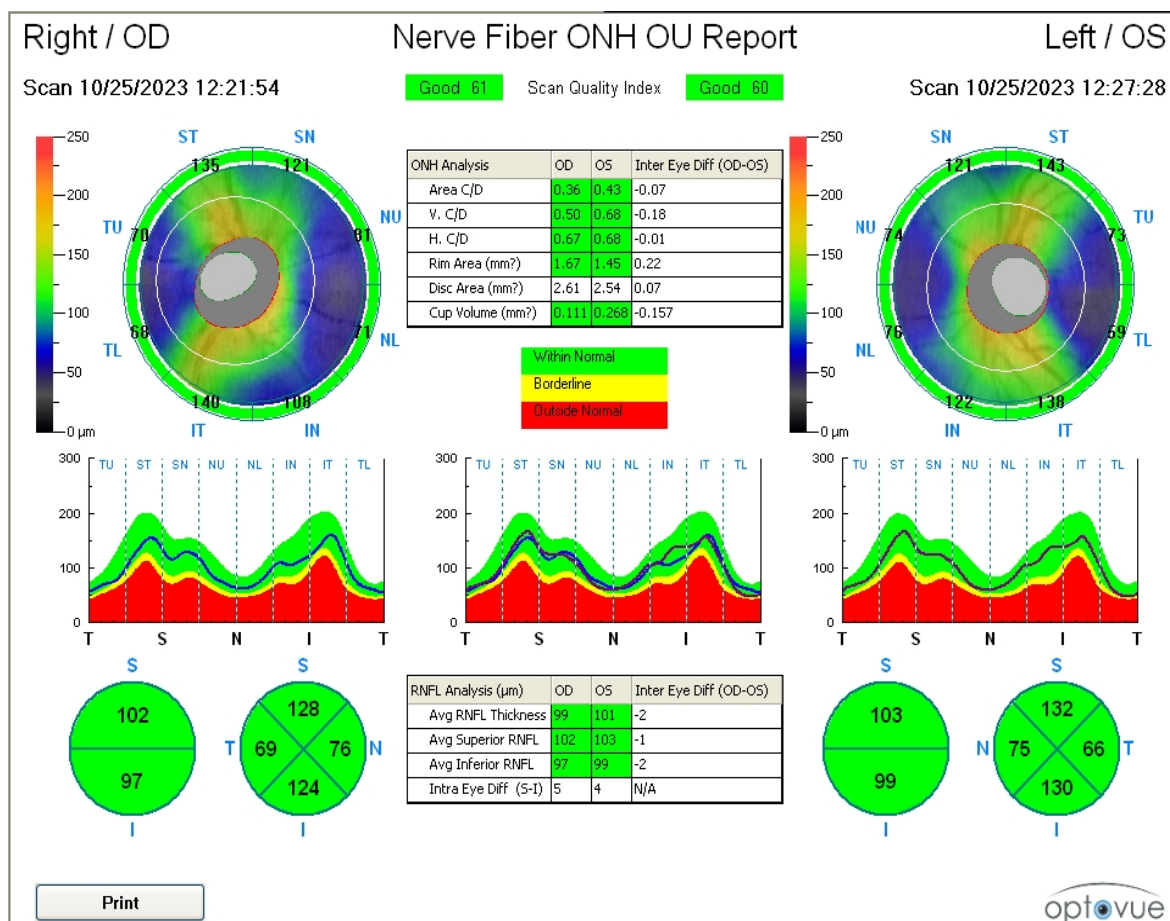 Right / OD Nerve Fiber ONH OU Report Left / OS
Scan 10/25/2023 12:21:54 Good 61 Scan Quality Index Good 60 Scan 10/25/2023 12:27:28
250
200
150
100
50
0 µm
ST SN
135 121
TU NU
70 81
68 71
TL NL
140 108
IT IN
ONH Analysis OD OS Inter Eye Diff (OD-OS)
Area C/D 0.36 0.43 -0.07
V. C/D 0.50 0.68 -0.18
H. C/D 0.67 0.68 -0.01
Rim Area (mm?) 1.67 1.45 0.22
Disc Area (mm?) 2.61 2.54 0.07
Cup Volume (mm?) 0.111 0.268 -0.157
Within Normal
Borderline
Outside Normal
250
200
150
100
50
0 µm
SN ST
121 143
NU TU
74 73
76 59
NL TL
122 138
IN IT
300 TU ST SN NU NL IN IT TL
200
100
0
T S N I T
300 TU ST SN NU NL IN IT TL
200
100
0
T S N I T
300 TU ST SN NU NL IN IT TL
200
100
0
T S N I T
S
102
97
I
S
128
T 69 76 N
124
I
RNFL Analysis (µm) OD OS Inter Eye Diff (OD-OS)
Avg RNFL Thickness 99 101 -2
Avg Superior RNFL 102 103 -1
Avg Inferior RNFL 97 99 -2
Intra Eye Diff (S-I) 5 4 N/A
S
103
99
I
S
132
N 75 66 T
130
I
Print
optovue